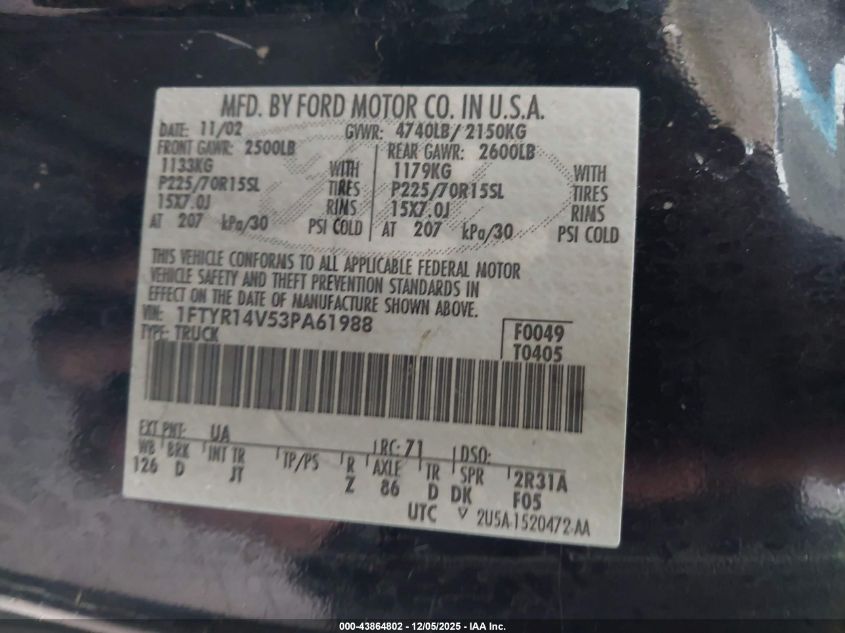 MFD. BY FORD MOTOR CO. IN U.S.A.
DATE: 11/02 GVWR: 4740LB/ 2150KG
FRONT GAWR: 2500LB REAR GAWR: 2600LB
1133KG WITH 1179KG WITH
P225/70R15SL TIRES P225/70R15SL TIRES
15X7.0J RIMS 15X7.0J RIMS
AT 207 kPa/30 PSI COLD AT 207 kPa/30 PSI COLD
THIS VEHICLE CONFORMS TO ALL APPLICABLE FEDERAL MOTOR
VEHICLE SAFETY AND THEFT PREVENTION STANDARDS IN
EFFECT ON THE DATE OF MANUFACTURE SHOWN ABOVE.
VIN: 1FTYR14V53PA61988 F0049
TYPE: TRUCK T0405
EXT PNT: UA RC: 71 DSO:
WB BRK INT TR TP/PS R AXLE TR SPR 2R31A
126 D JT Z 86 D DK F05
UTC ▽ 2U5A-1520472-AA
000-43864802 - 12/05/2025 - IAA Inc.